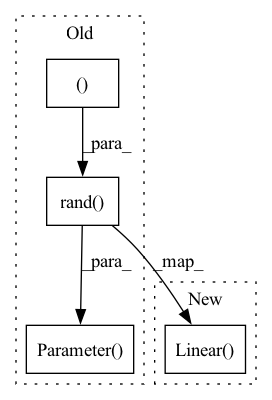 Old
()
_para_
rand()
_para_
_map_
New
Parameter()
Linear()